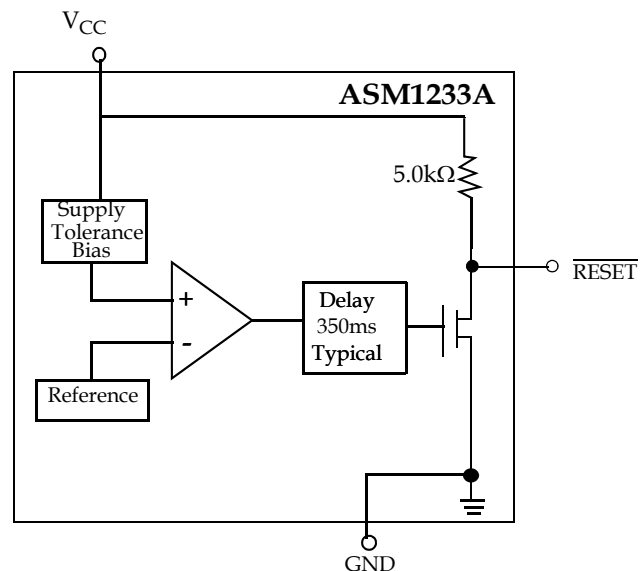 VCC
ASM1233A
5.0kΩ
Supply
Tolerance
Bias
RESET
+
-
Delay
350ms
Typical
Reference
GND